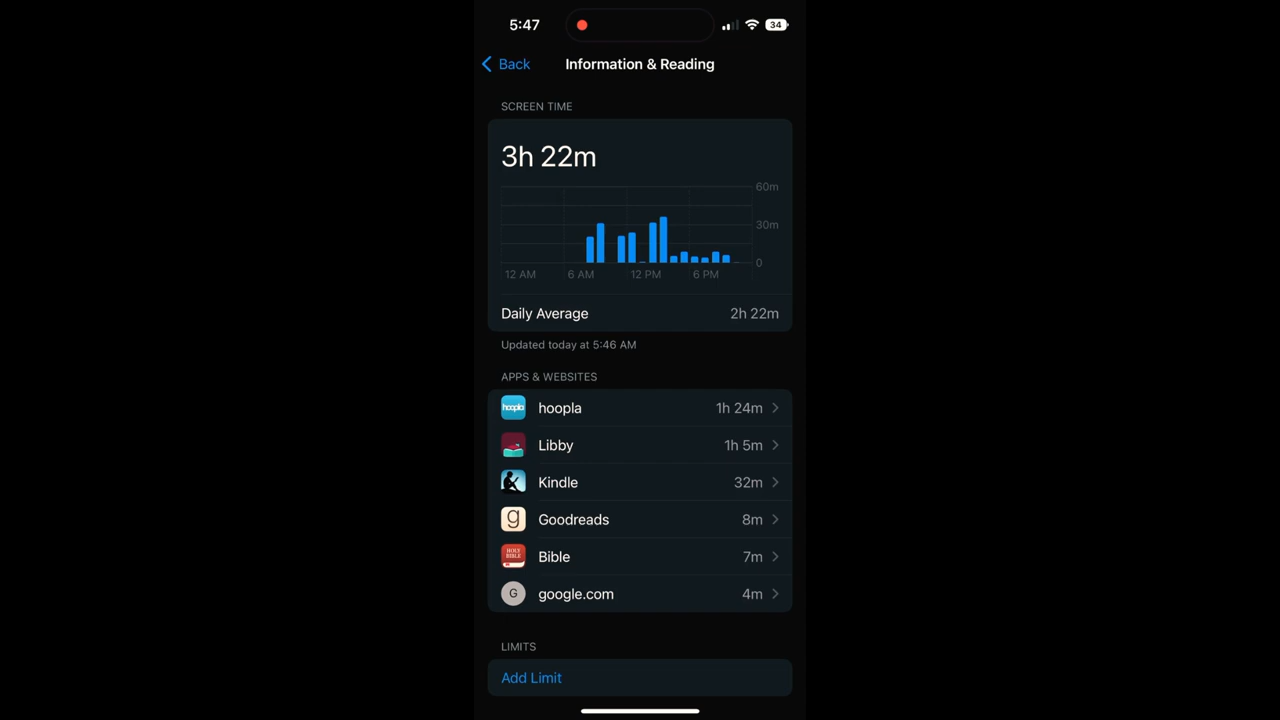 5:47
34
Back
Information & Reading
SCREEN TIME
3h 22m
60m
30m
0
12 AM 6 AM 12 PM 6 PM
Daily Average 2h 22m
Updated today at 5:46 AM
APPS & WEBSITES
hoopla hoopla 1h 24m
Libby 1h 5m
Kindle 32m
g Goodreads 8m
HOLY BIBLE Bible 7m
G google.com 4m
LIMITS
Add Limit